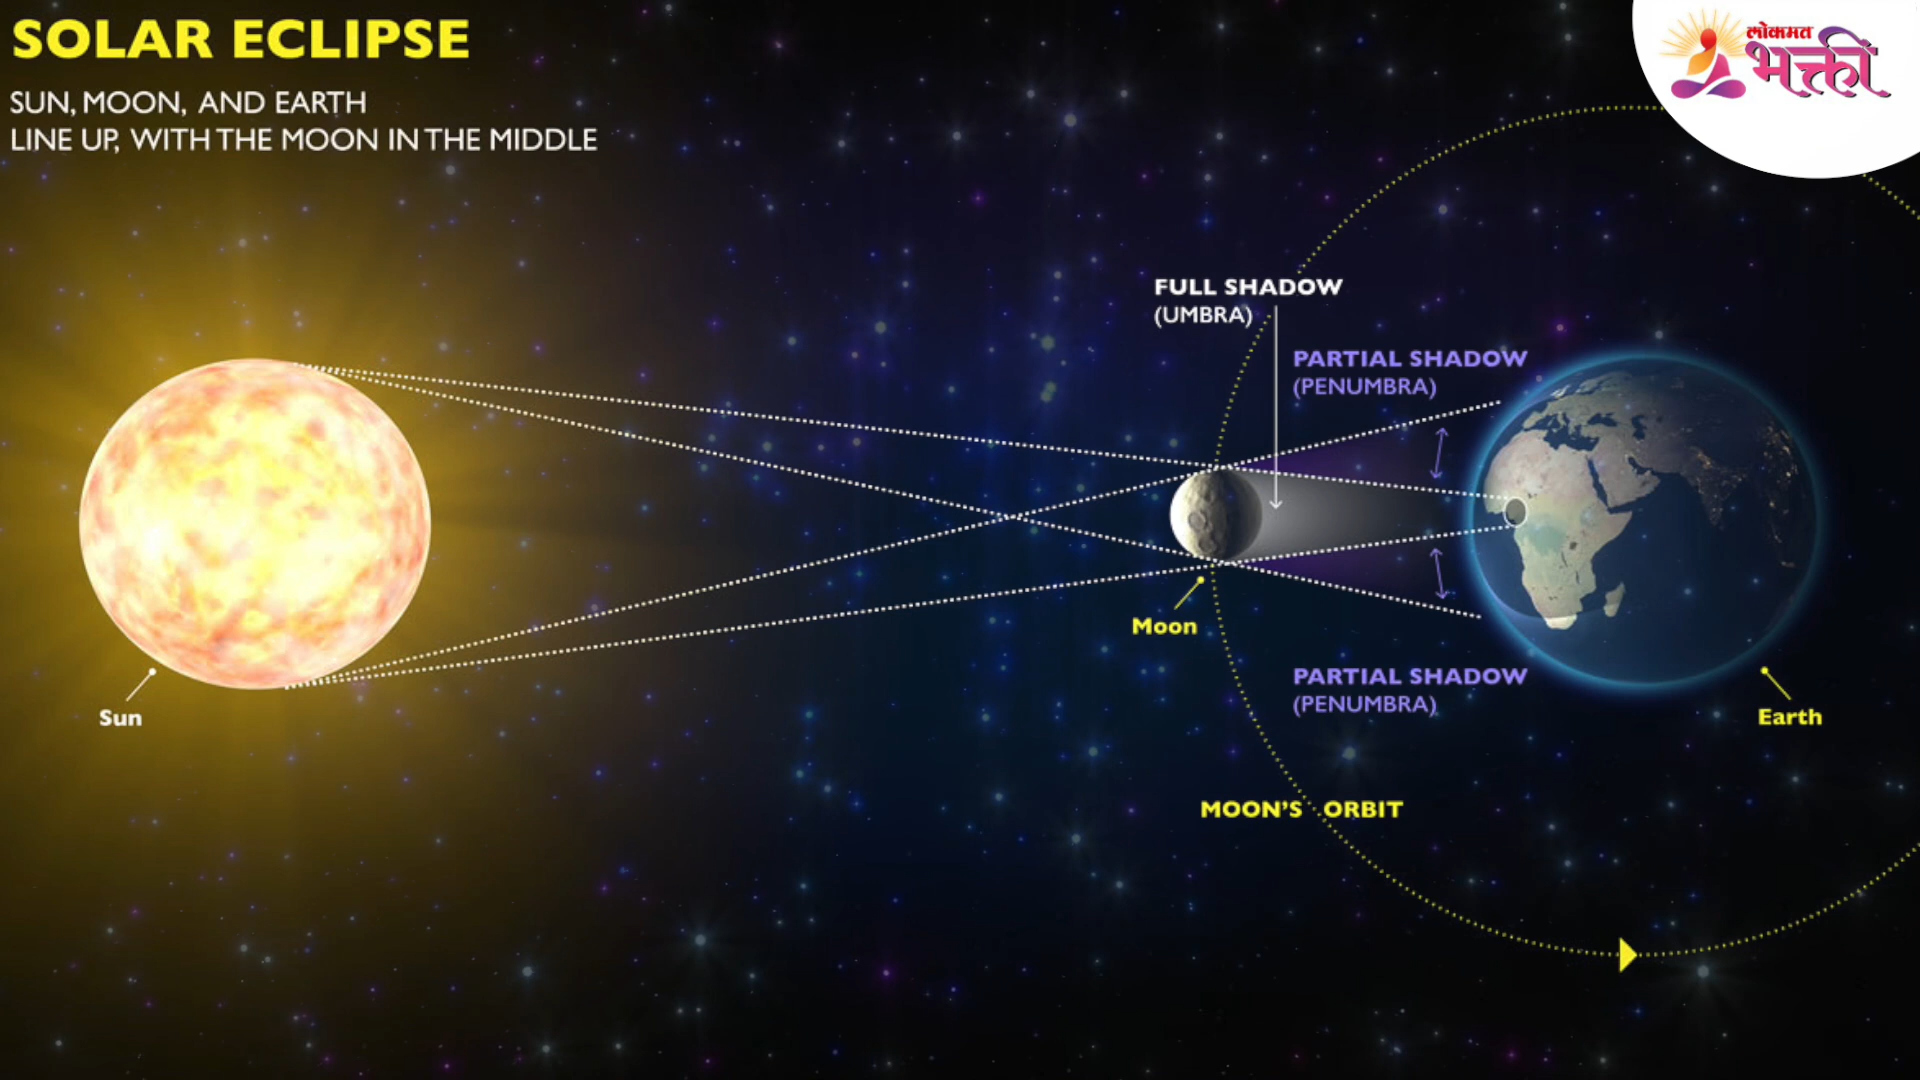 SOLAR ECLIPSE
SUN, MOON, AND EARTH
LINE UP, WITH THE MOON IN THE MIDDLE
लोकमत
भक्ती
FULL SHADOW
(UMBRA)
PARTIAL SHADOW
(PENUMBRA)
Moon
Sun
PARTIAL SHADOW
(PENUMBRA)
Earth
MOON'S ORBIT